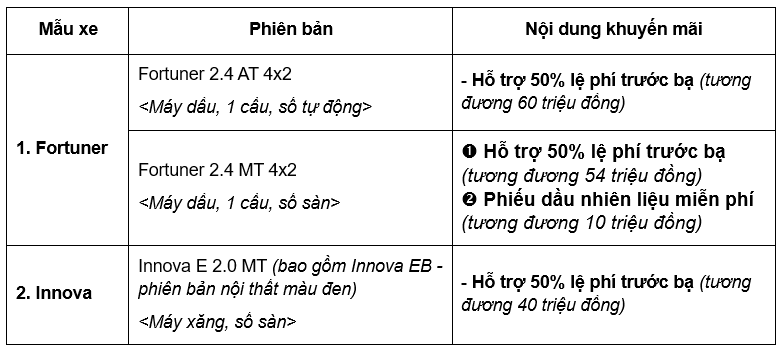 Mẫu xe
Phiên bản
Nội dung khuyến mãi
1. Fortuner
Fortuner 2.4 AT 4x2
<Máy dầu, 1 cầu, số tự động>
- Hỗ trợ 50% lệ phí trước bạ (tương
đương 60 triệu đồng)
Fortuner 2.4 MT 4x2
<Máy dầu, 1 cầu, số sàn>
❶ Hỗ trợ 50% lệ phí trước bạ
(tương đương 54 triệu đồng)
❷ Phiếu dầu nhiên liệu miễn phí
(tương đương 10 triệu đồng)
2. Innova
Innova E 2.0 MT (bao gồm Innova EB -
phiên bản nội thất màu đen)
<Máy xăng, số sàn>
- Hỗ trợ 50% lệ phí trước bạ (tương
đương 40 triệu đồng)